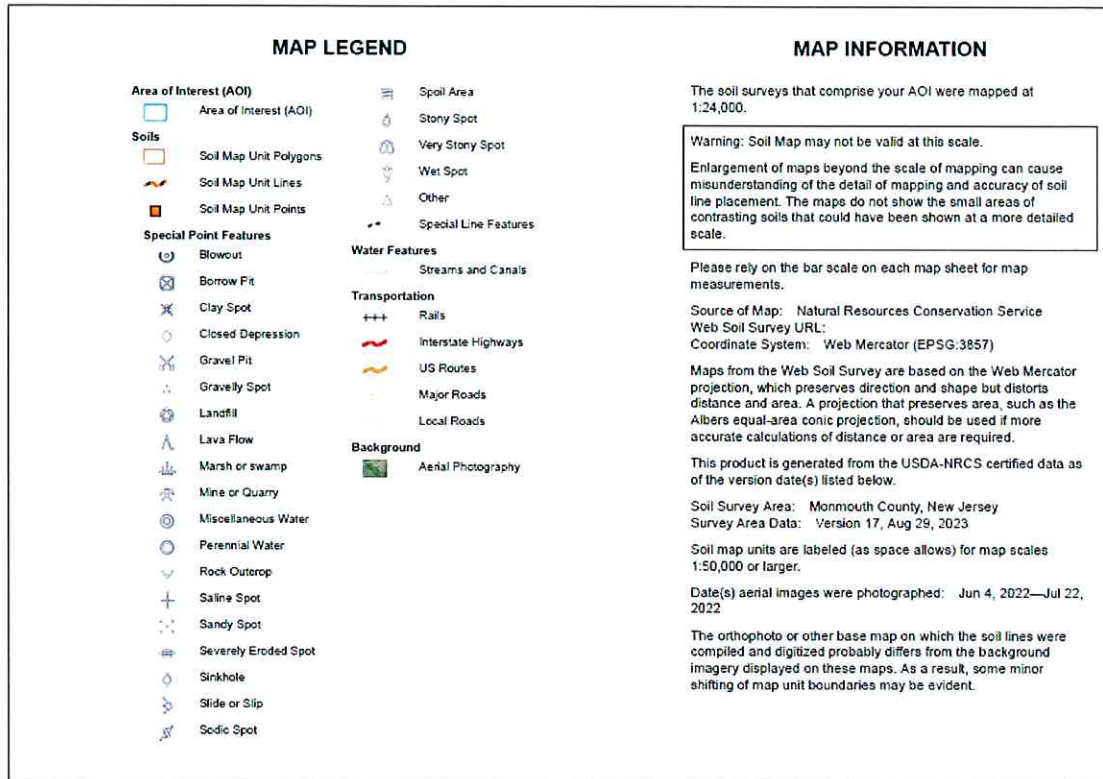 MAP LEGEND
Area of Interest (AOI)
Area of Interest (AOI)
Soils
Soil Map Unit Polygons
Soil Map Unit Lines
Soil Map Unit Points
Special Point Features
Blowout
Borrow Pit
Clay Spot
Closed Depression
Gravel Pit
Gravelly Spot
Landfill
Lava Flow
Marsh or swamp
Mine or Quarry
Miscellaneous Water
Perennial Water
Rock Outcrop
Saline Spot
Sandy Spot
Severely Eroded Spot
Sinkhole
Slide or Slip
Sodic Spot
Spoil Area
Stony Spot
Very Stony Spot
Wet Spot
Other
Special Line Features
Water Features
Streams and Canals
Transportation
Rails
Interstate Highways
US Routes
Major Roads
Local Roads
Background
Aerial Photography
MAP INFORMATION
The soil surveys that comprise your AOI were mapped at
1:24,000.
Warning: Soil Map may not be valid at this scale.
Enlargement of maps beyond the scale of mapping can cause
misunderstanding of the detail of mapping and accuracy of soil
line placement. The maps do not show the small areas of
contrasting soils that could have been shown at a more detailed
scale.
Please rely on the bar scale on each map sheet for map
measurements.
Source of Map: Natural Resources Conservation Service
Web Soil Survey URL:
Coordinate System: Web Mercator (EPSG:3857)
Maps from the Web Soil Survey are based on the Web Mercator
projection, which preserves direction and shape but distorts
distance and area. A projection that preserves area, such as the
Albers equal-area conic projection, should be used if more
accurate calculations of distance or area are required.
This product is generated from the USDA-NRCS certified data as
of the version date(s) listed below.
Soil Survey Area: Monmouth County, New Jersey
Survey Area Data: Version 17, Aug 29, 2023
Soil map units are labeled (as space allows) for map scales
1:50,000 or larger.
Date(s) aerial images were photographed: Jun 4, 2022—Jul 22,
2022
The orthophoto or other base map on which the soil lines were
compiled and digitized probably differs from the background
imagery displayed on these maps. As a result, some minor
shifting of map unit boundaries may be evident.